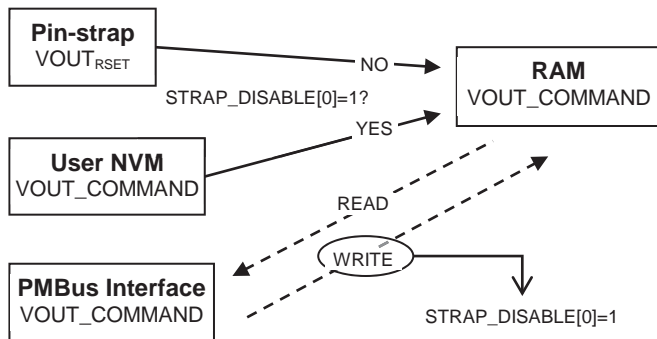 Pin-strap
VOUTRSET
NO
RAM
VOUT_COMMAND
STRAP_DISABLE[0]=1?
YES
User NVM
VOUT_COMMAND
READ
WRITE
PMBus Interface
VOUT_COMMAND
STRAP_DISABLE[0]=1